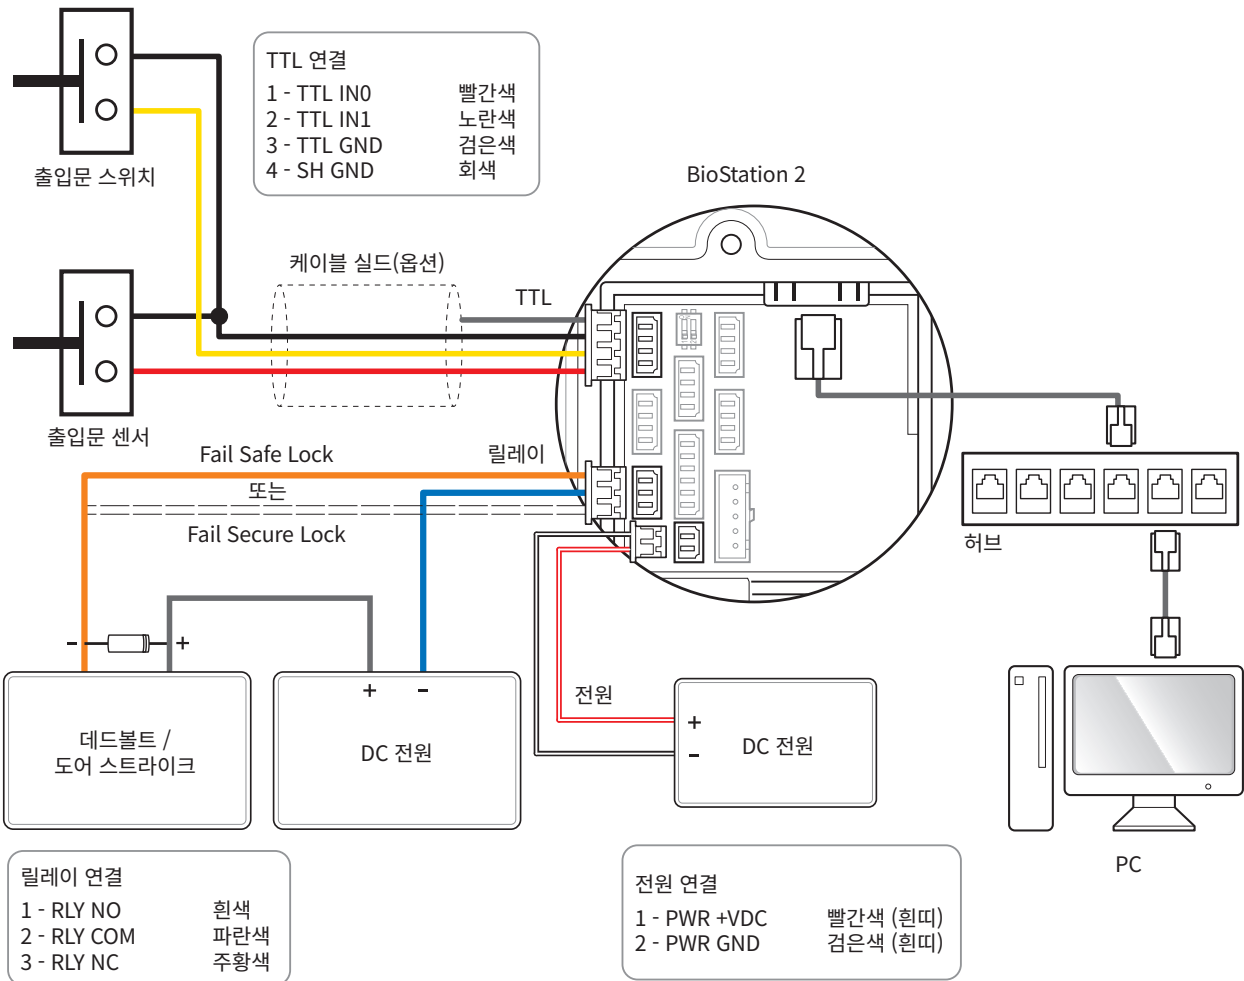 TTL 연결
1 - TTL IN0 빨간색
2 - TTL IN1 노란색
3 - TTL GND 검은색
4 - SH GND 회색
출입문 스위치
BioStation 2
케이블 실드(옵션)
TTL
출입문 센서
Fail Safe Lock
릴레이
또는
Fail Secure Lock
허브
- +
+ -
전원
+
-
데드볼트 /
도어 스트라이크
DC 전원
DC 전원
PC
릴레이 연결
1 - RLY NO 흰색
2 - RLY COM 파란색
3 - RLY NC 주황색
전원 연결
1 - PWR +VDC 빨간색 (흰띠)
2 - PWR GND 검은색 (흰띠)